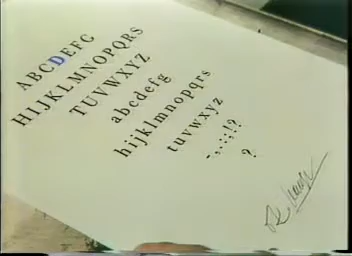 ABCDEFG
HIJKLMNOPQRS
TUVWXYZ
abcdefg
hijklmnopqrs
tuvwxyz
-,.:;!?
?